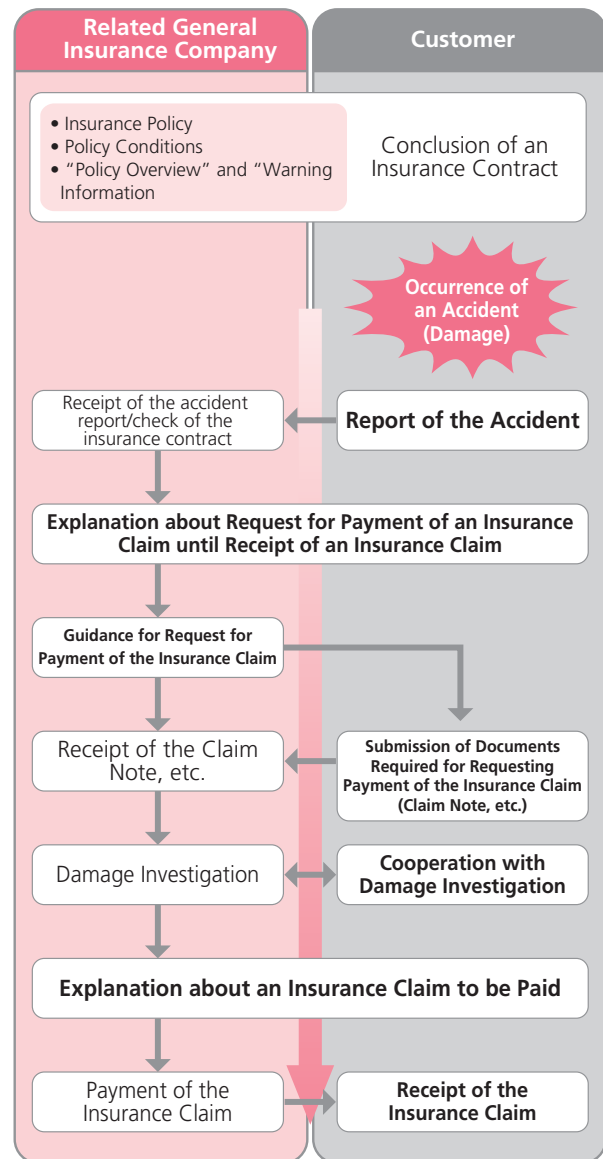 Related General
Insurance Company
Customer
• Insurance Policy
• Policy Conditions
• “Policy Overview” and “Warning
Information
Conclusion of an
Insurance Contract
Occurrence of
an Accident
(Damage)
Receipt of the accident
report/check of the
insurance contract
Report of the Accident
Explanation about Request for Payment of an Insurance
Claim until Receipt of an Insurance Claim
Guidance for Request for
Payment of the Insurance Claim
Receipt of the Claim
Note, etc.
Submission of Documents
Required for Requesting
Payment of the Insurance Claim
(Claim Note, etc.)
Damage Investigation
Cooperation with
Damage Investigation
Explanation about an Insurance Claim to be Paid
Payment of the
Insurance Claim
Receipt of the
Insurance Claim